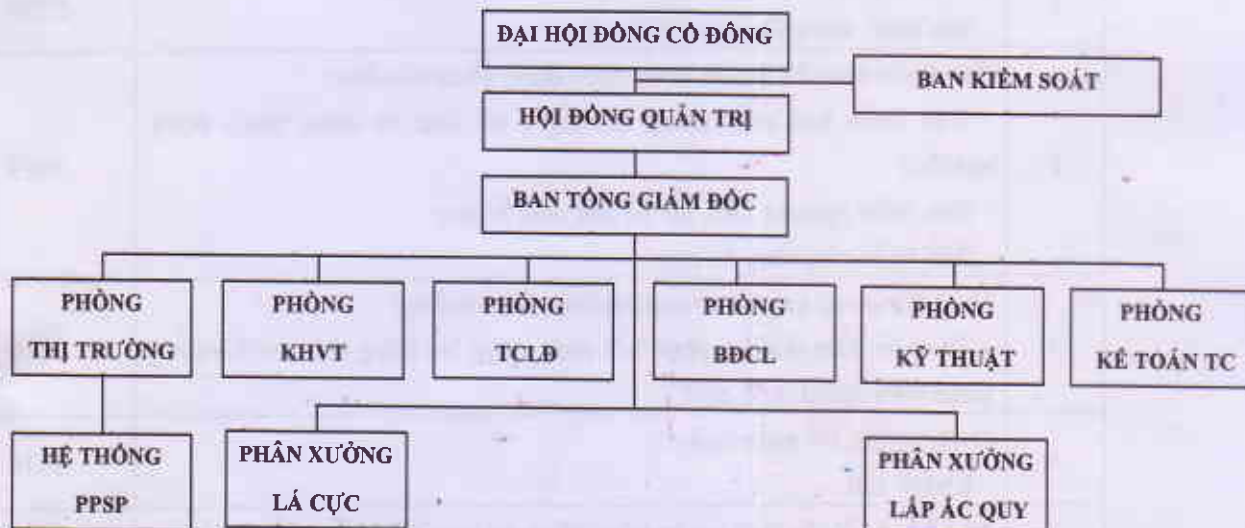 ĐẠI HỘI ĐỒNG CỔ ĐÔNG
BAN KIỂM SOÁT
HỘI ĐỒNG QUẢN TRỊ
BAN TỔNG GIÁM ĐỐC
PHÒNG
THỊ TRƯỜNG
PHÒNG
KHVT
PHÒNG
TCLĐ
PHÒNG
BĐCL
PHÒNG
KỸ THUẬT
PHÒNG
KẾ TOÁN TC
HỆ THỐNG
PPSP
PHÂN XƯỞNG
LÁ CỰC
PHÂN XƯỞNG
LẮP ẮC QUY